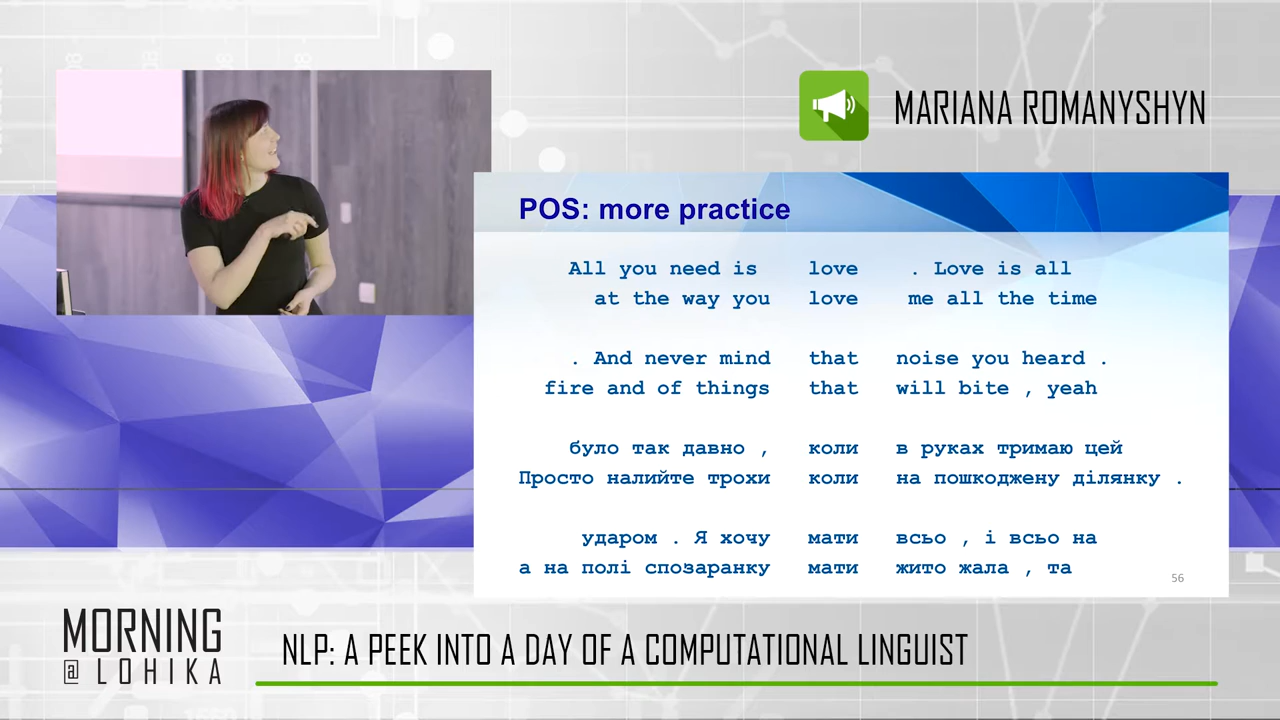 MARIANA ROMANYSHYN
POS: more practice
All you need is love . Love is all
at the way you love me all the time
. And never mind that noise you heard .
fire and of things that will bite , yeah
було так давно , коли в руках тримаю цей
Просто налийте трохи коли на пошкоджену ділянку .
ударом . Я хочу мати всьо , і всьо на
а на полі спозаранку мати жито жала , та
56
MORNING
@ LOHIKA
NLP: A PEEK INTO A DAY OF A COMPUTATIONAL LINGUIST